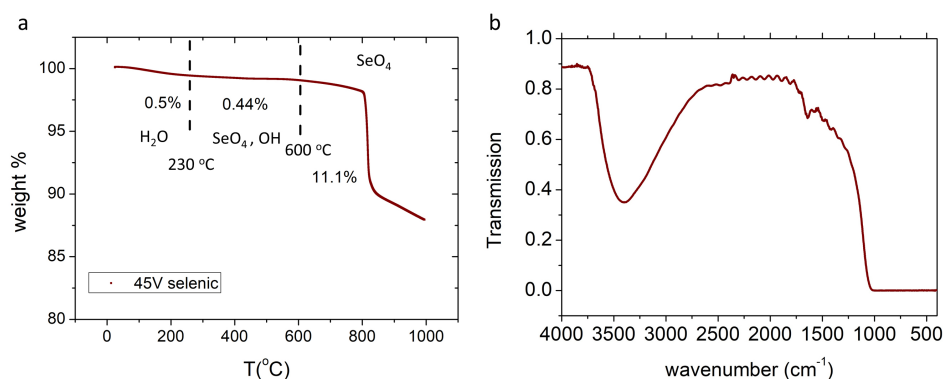 a
weight %
100
95
90
85
80
SeO₄
0.5%
0.44%
H₂O
SeO₄ , OH
230 ᵒC
600 ᵒC
11.1%
45V selenic
0
200
400
600
800
1000
T(ᵒC)
b
Transmission
1.0
0.8
0.6
0.4
0.2
0.0
4000
3500
3000
2500
2000
1500
1000
500
wavenumber (cm⁻¹)